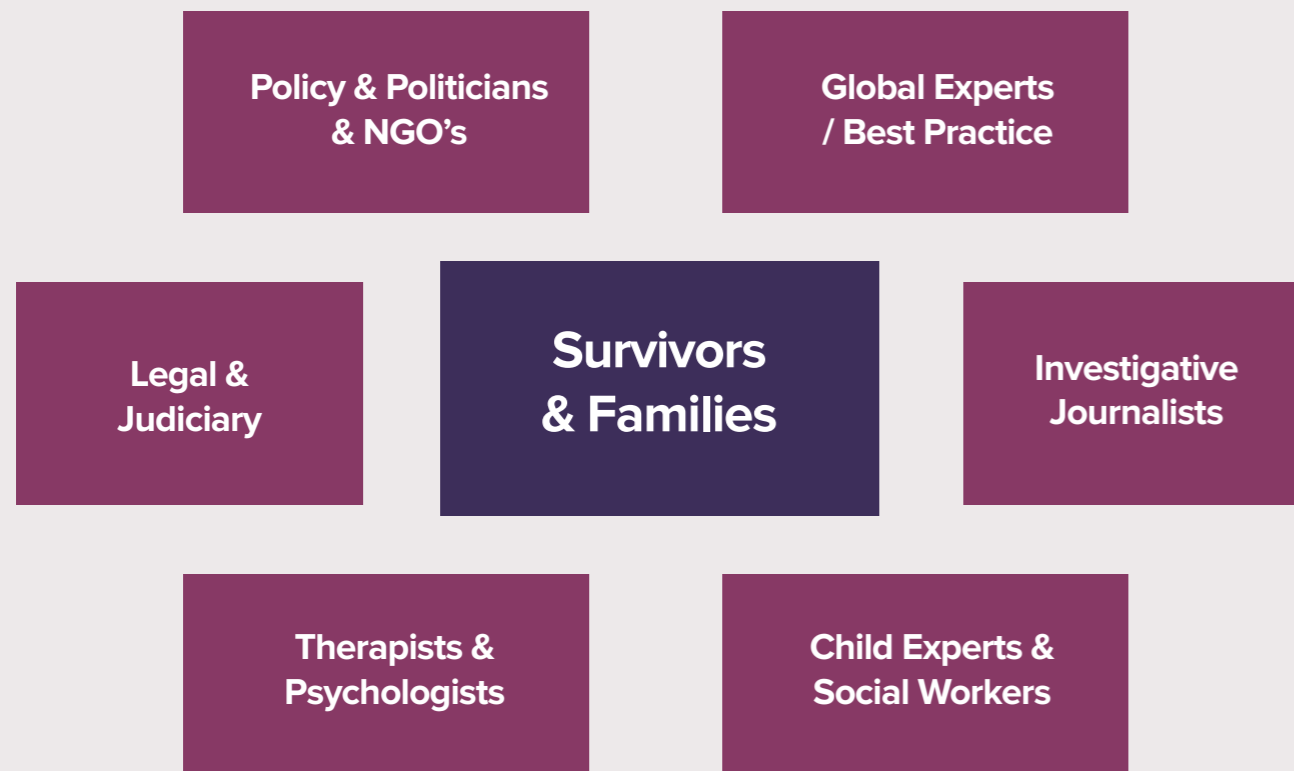 Policy & Politicians
& NGO’s
Global Experts
/ Best Practice
Legal &
Judiciary
Survivors
& Families
Investigative
Journalists
Therapists &
Psychologists
Child Experts &
Social Workers